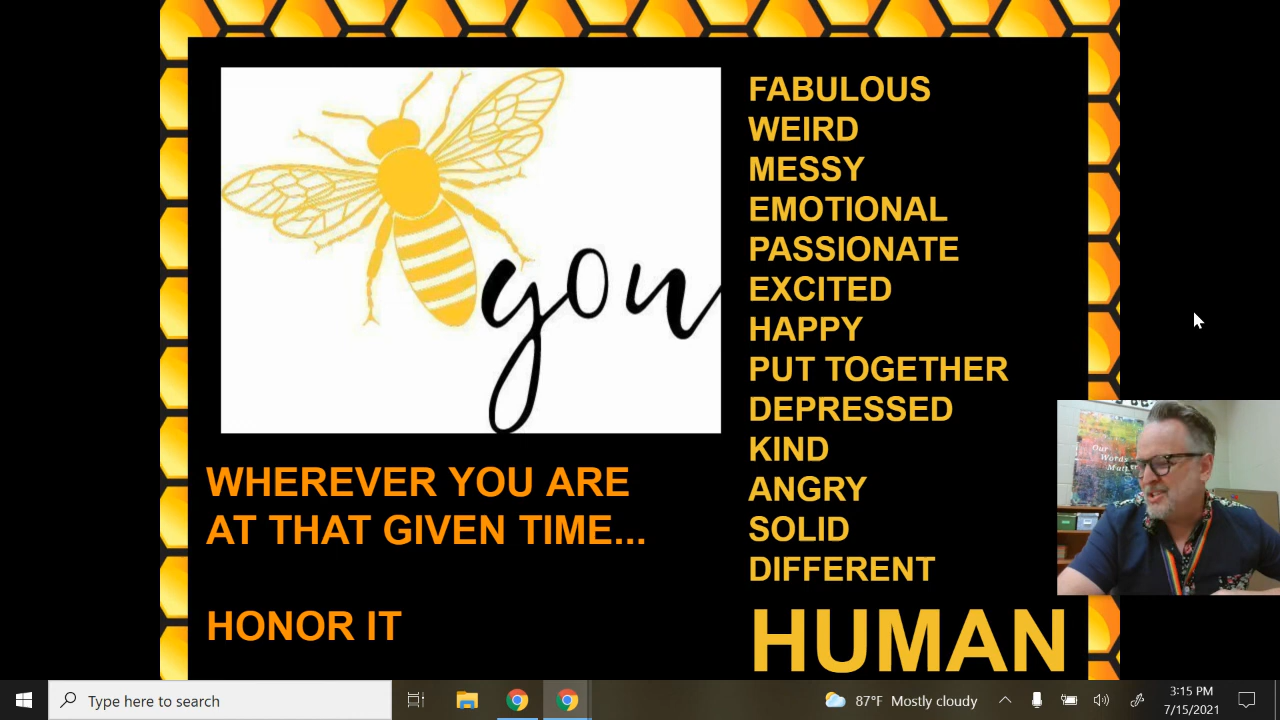 you
WHEREVER YOU ARE
AT THAT GIVEN TIME...
HONOR IT
FABULOUS
WEIRD
MESSY
EMOTIONAL
PASSIONATE
EXCITED
HAPPY
PUT TOGETHER
DEPRESSED
KIND
ANGRY
SOLID
DIFFERENT
HUMAN
Our
Words
Type here to search
87°F Mostly cloudy
3:15 PM
7/15/2021